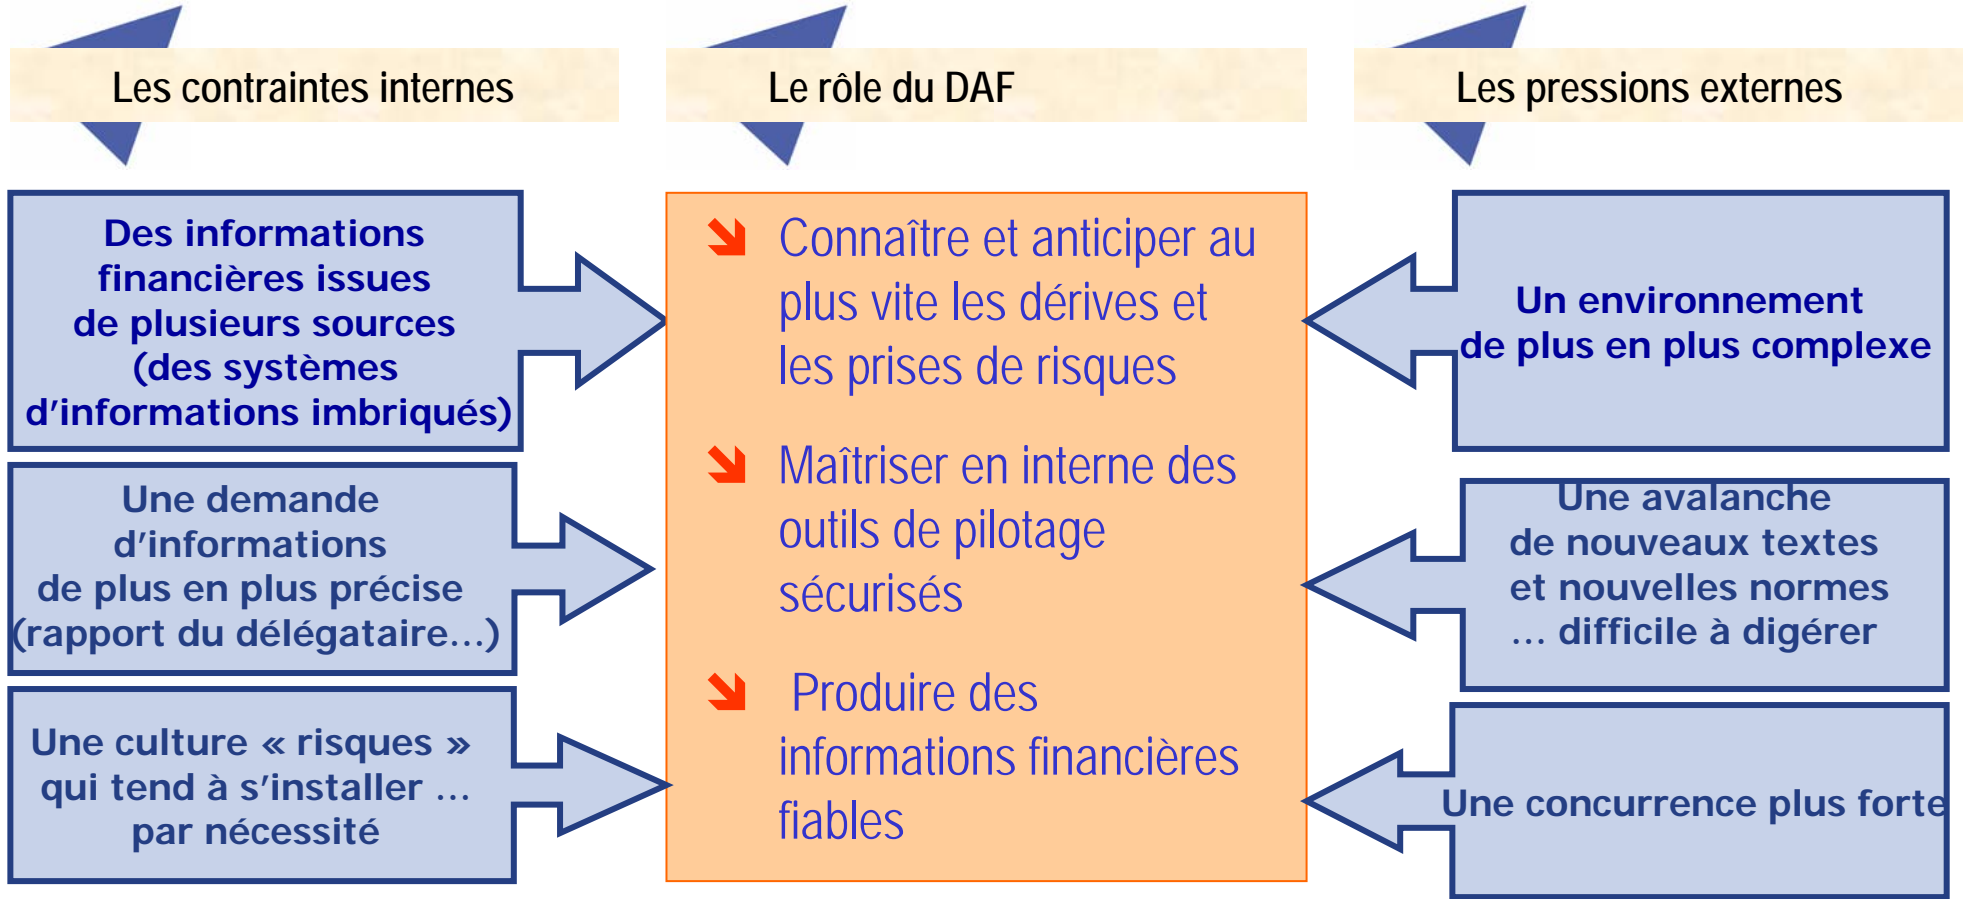 Les contraintes internes
Des informations
financières issues
de plusieurs sources
(des systèmes
d'informations imbriqués)
Une demande
d'informations
de plus en plus précise
(rapport du délégataire…)
Une culture « risques »
qui tend à s'installer …
par nécessité
Le rôle du DAF
Connaître et anticiper au
plus vite les dérives et
les prises de risques
Maîtriser en interne des
outils de pilotage
sécurisés
Produire des
informations financières
fiables
Les pressions externes
Un environnement
de plus en plus complexe
Une avalanche
de nouveaux textes
et nouvelles normes
… difficile à digérer
Une concurrence plus forte